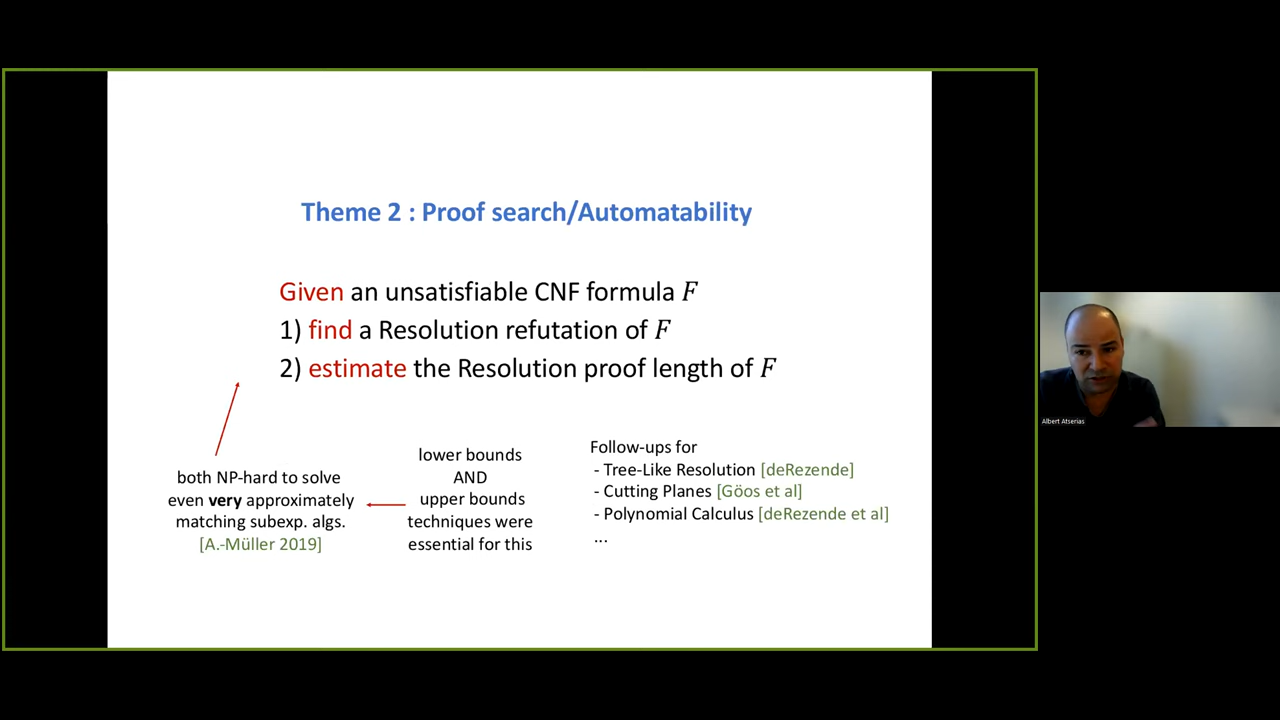 Theme 2 : Proof search/Automatability
Given an unsatisfiable CNF formula F
1) find a Resolution refutation of F
2) estimate the Resolution proof length of F
both NP-hard to solve
even very approximately
matching subexp. algs.
[A.-Müller 2019]
lower bounds
AND
upper bounds
techniques were
essential for this
Follow-ups for
- Tree-Like Resolution [deRezende]
- Cutting Planes [Göos et al]
- Polynomial Calculus [deRezende et al]
...
Albert Atserias